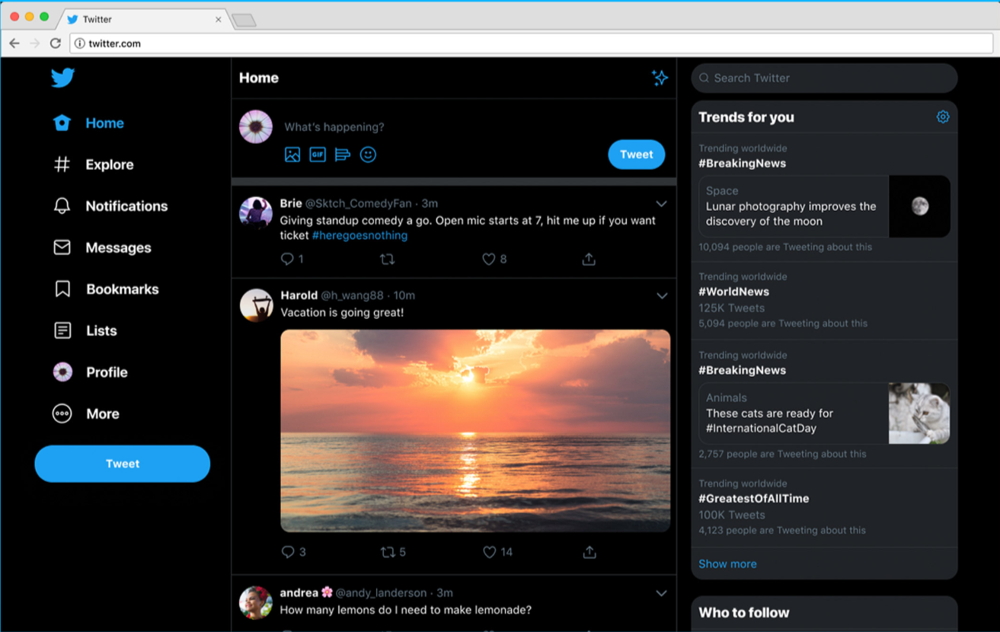 Twitter
twitter.com
Home
Explore
Notifications
Messages
Bookmarks
Lists
Profile
More
Tweet
Home
What's happening?
GIF
Tweet
Brie @Sktch_ComedyFan · 3m
Giving standup comedy a go. Open mic starts at 7, hit me up if you want
ticket #heregoesnothing
1
8
Harold @h_wang88 · 10m
Vacation is going great!
3
5
14
andrea 🌸 @andy_landerson · 3m
How many lemons do I need to make lemonade?
Search Twitter
Trends for you
Trending worldwide
#BreakingNews
Space
Lunar photography improves the
discovery of the moon
10,094 people are Tweeting about this
Trending worldwide
#WorldNews
125K Tweets
5,094 people are Tweeting about this
Trending worldwide
#BreakingNews
Animals
These cats are ready for
#InternationalCatDay
2,757 people are Tweeting about this
Trending worldwide
#GreatestOfAllTime
100K Tweets
4,123 people are Tweeting about this
Show more
Who to follow